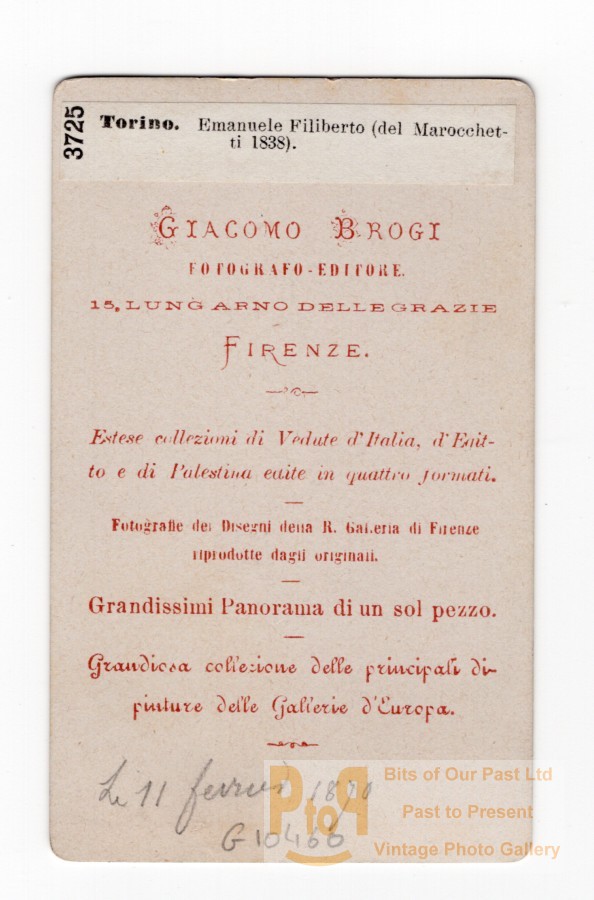 3725
Torino. Emanuele Filiberto (del Marocchet-
ti 1838).
GIACOMO BROGI
FOTOGRAFO-EDITORE.
15, LUNG ARNO DELLE GRAZIE
FIRENZE.
Estese collezioni di Vedute d'Italia, d'Egit-
to e di Palestina edite in quattro formati.
Fotografie dei Disegni della R. Galleria di Firenze
riprodotte dagli originali.
Grandissimi Panorama di un sol pezzo.
Grandiosa collezione delle principali di-
pinture delle Gallerie d'Europa.
Le 11 1870
G10466
PtoP
Bits of Our Past Ltd
Past to Present
Vintage Photo Gallery